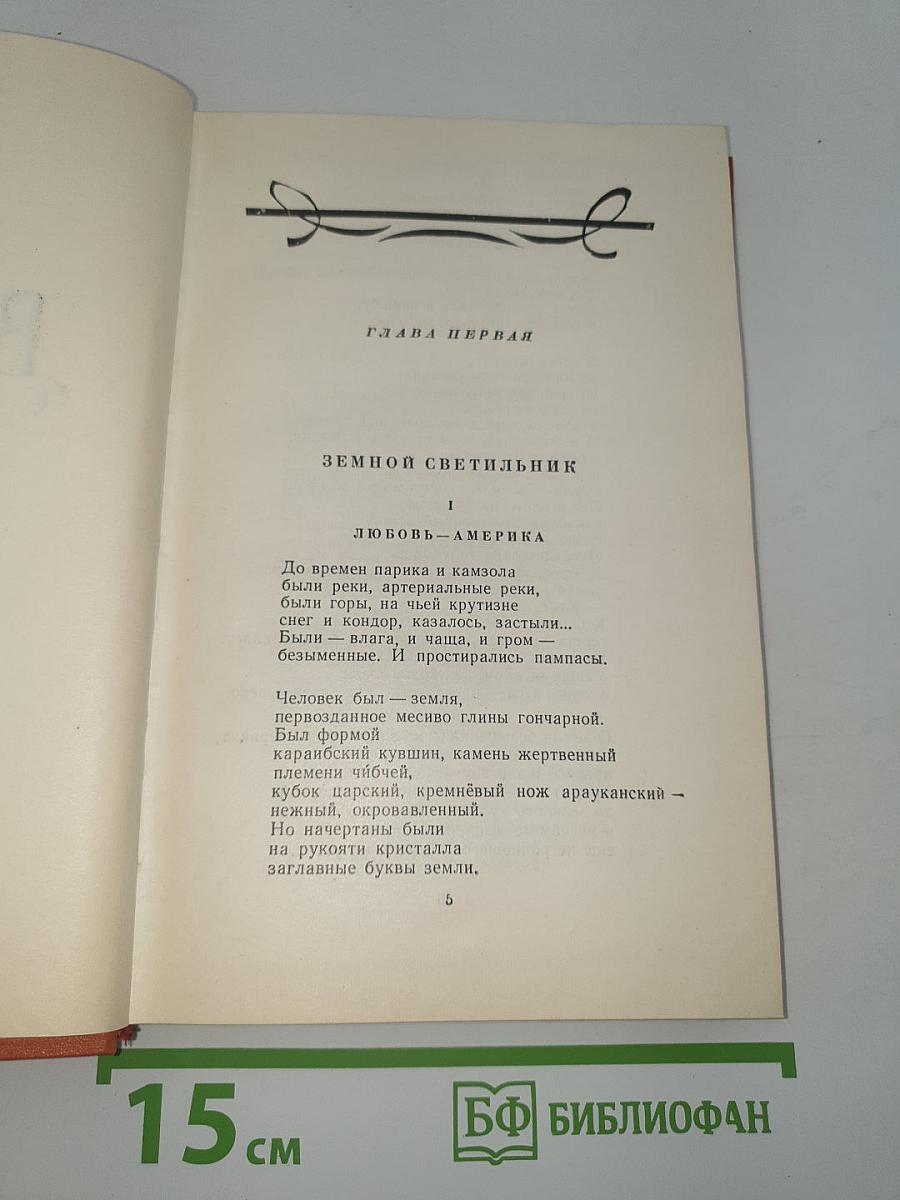 ГЛАВА ПЕРВАЯ
ЗЕМНОЙ СВЕТИЛЬНИК
I
ЛЮБОВЬ — АМЕРИКА
До времен парика и камзола
были реки, артериальные реки,
были горы, на чьей крутизне
снег и кондор, казалось, застыли...
Были — влага, и чаща, и гром —
безыменные. И простирались пампасы.
Человек был — земля,
первозданное месиво глины гончарной.
Был формой
караибский кувшин, камень жертвенный
племени чи́бчей,
кубок царский, кремнёвый нож арауканский —
нежный, окровавленный.
Но начертаны были
на рукояти кристалла
заглавные буквы земли.
5
15 см
БФ БИБЛИОФАН